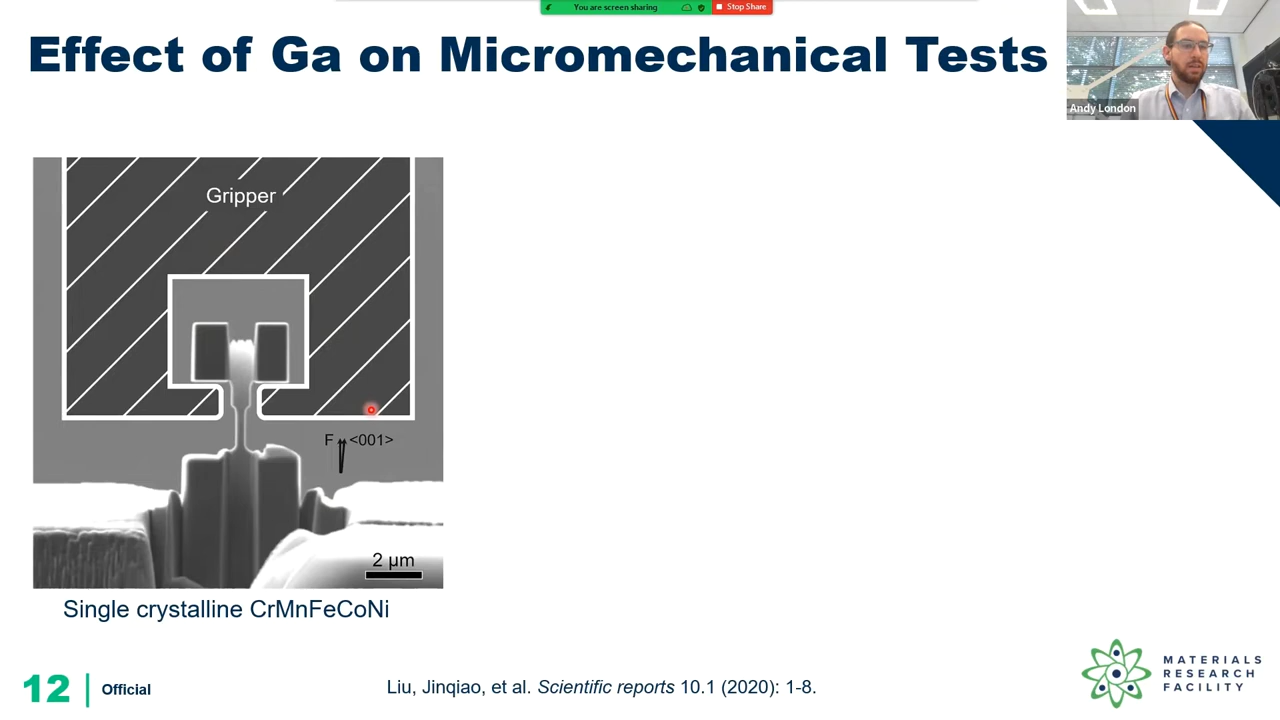 You are screen sharing
Stop Share
Effect of Ga on Micromechanical Tests
Andy London
Gripper
F <001>
2 µm
Single crystalline CrMnFeCoNi
12 Official
Liu, Jinqiao, et al. Scientific reports 10.1 (2020): 1-8.
MATERIALS
RESEARCH
FACILITY